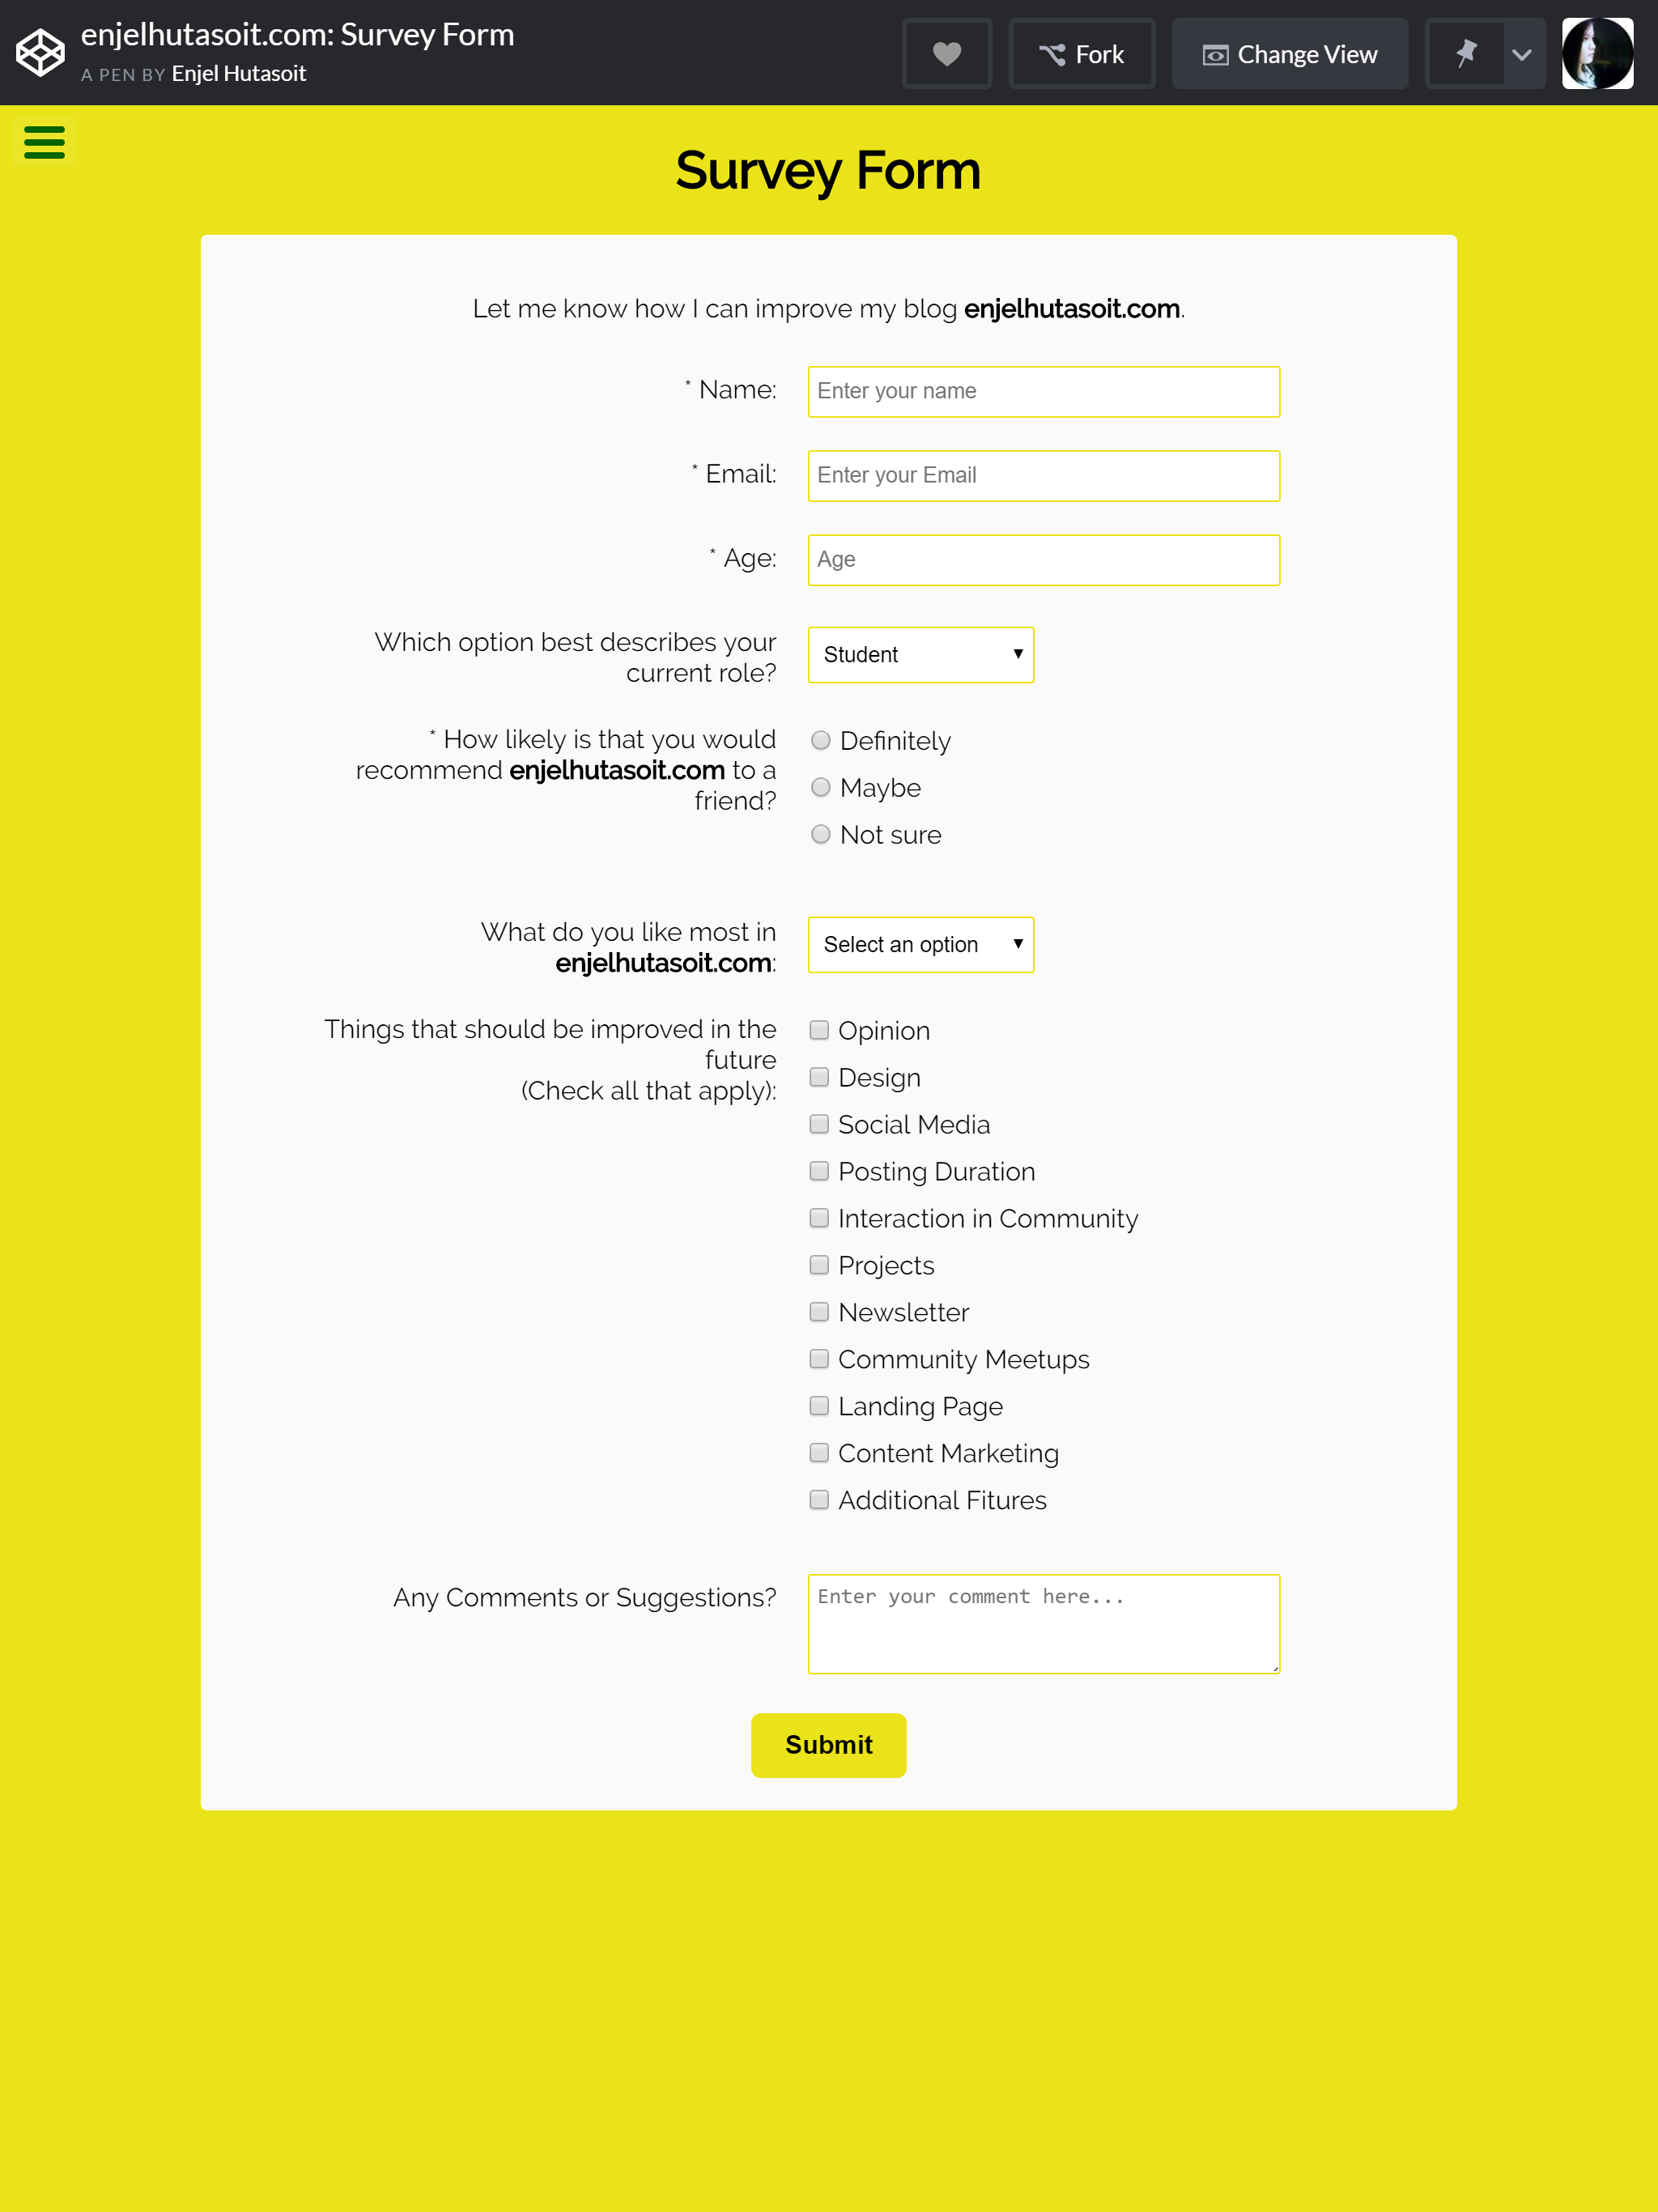 enjelhutasoit.com: Survey Form
A PEN BY Enjel Hutasoit
Fork
Change View
Survey Form
Let me know how I can improve my blog enjelhutasoit.com.
* Name:
Enter your name
* Email:
Enter your Email
* Age:
Age
Which option best describes your
current role?
Student
* How likely is that you would
recommend enjelhutasoit.com to a
friend?
Definitely
Maybe
Not sure
What do you like most in
enjelhutasoit.com:
Select an option
Things that should be improved in the
future
(Check all that apply):
Opinion
Design
Social Media
Posting Duration
Interaction in Community
Projects
Newsletter
Community Meetups
Landing Page
Content Marketing
Additional Fitures
Any Comments or Suggestions?
Enter your comment here...
Submit